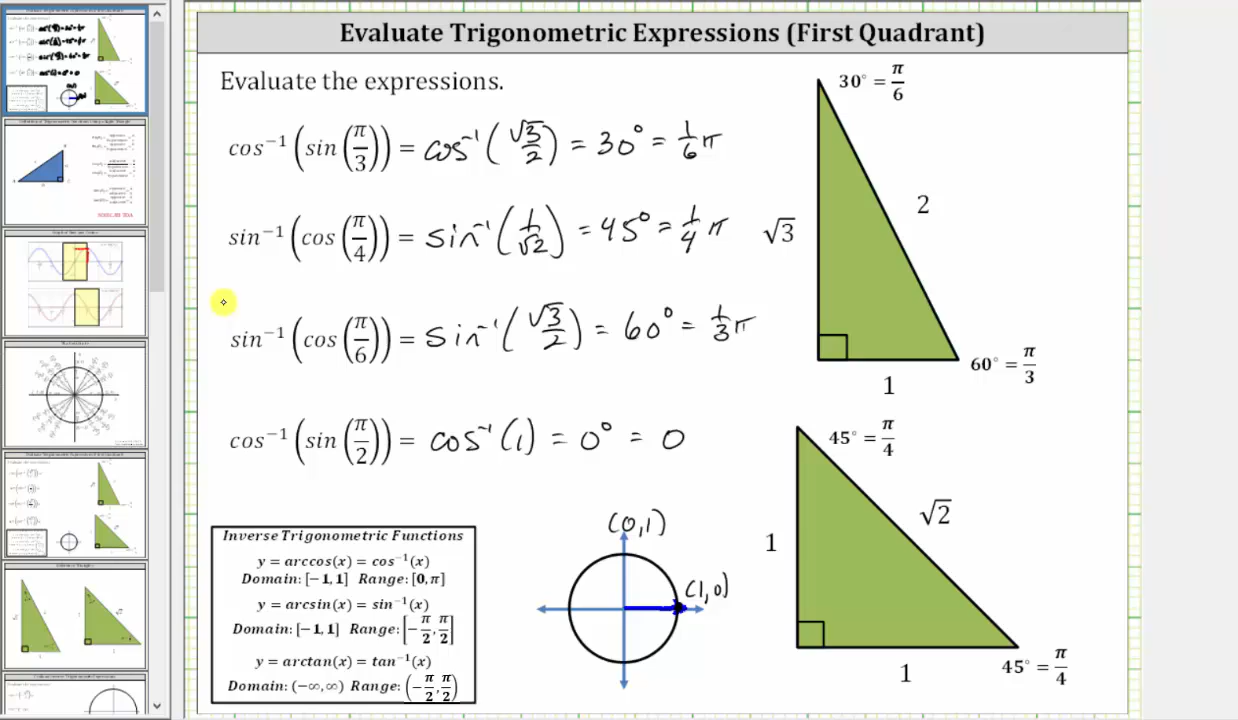 Evaluate Trigonometric Expressions (First Quadrant)
Evaluate the expressions.
cos⁻¹(sin(π/3)) = cos⁻¹(√3/2) = 30° = 1/6 π
sin⁻¹(cos(π/4)) = sin⁻¹(1/√2) = 45° = 1/4 π
sin⁻¹(cos(π/6)) = sin⁻¹(√3/2) = 60° = 1/3 π
cos⁻¹(sin(π/2)) = cos⁻¹(1) = 0° = 0
30° = π/6
2
√3
1
60° = π/3
45° = π/4
√2
1
1
45° = π/4
(0,1)
(1,0)
Inverse Trigonometric Functions
y = arccos(x) = cos⁻¹(x)
Domain: [−1, 1] Range: [0, π]
y = arcsin(x) = sin⁻¹(x)
Domain: [−1, 1] Range: [−π/2, π/2]
y = arctan(x) = tan⁻¹(x)
Domain: (−∞, ∞) Range: (−π/2, π/2)